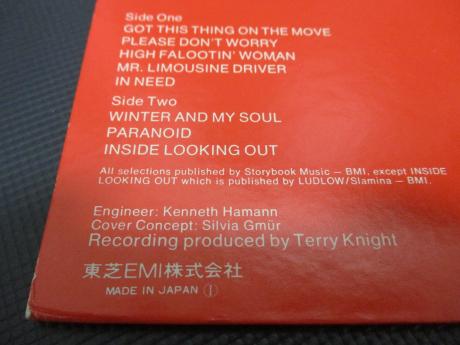 Side One
GOT THIS THING ON THE MOVE
PLEASE DON'T WORRY
HIGH FALOOTIN' WOMAN
MR. LIMOUSINE DRIVER
IN NEED
Side Two
WINTER AND MY SOUL
PARANOID
INSIDE LOOKING OUT
All selections published by Storybook Music — BMI, except INSIDE
LOOKING OUT which is published by LUDLOW/Slamina — BMI.
Engineer: Kenneth Hamann
Cover Concept: Silvia Gmür
Recording produced by Terry Knight
東芝EMI株式会社
MADE IN JAPAN Ⓙ